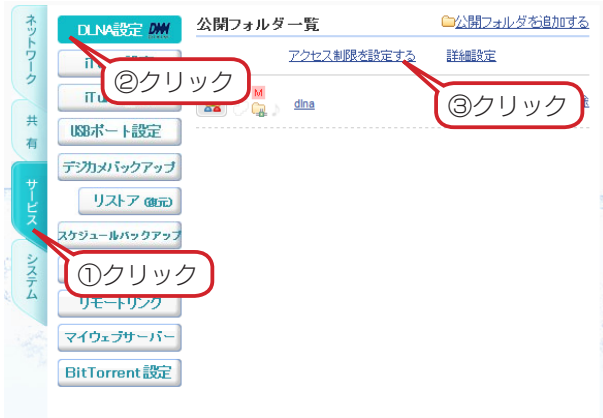 ネットワーク
共有
サービス
システム
DLNA設定
②クリック
USBポート設定
デジカメバックアップ
リストア(復元)
スケジュールバックアップ
①クリック
リモートリンク
マイウェブサーバー
BitTorrent設定
公開フォルダ一覧
公開フォルダを追加する
アクセス制限を設定する
詳細設定
M
dlna
③クリック